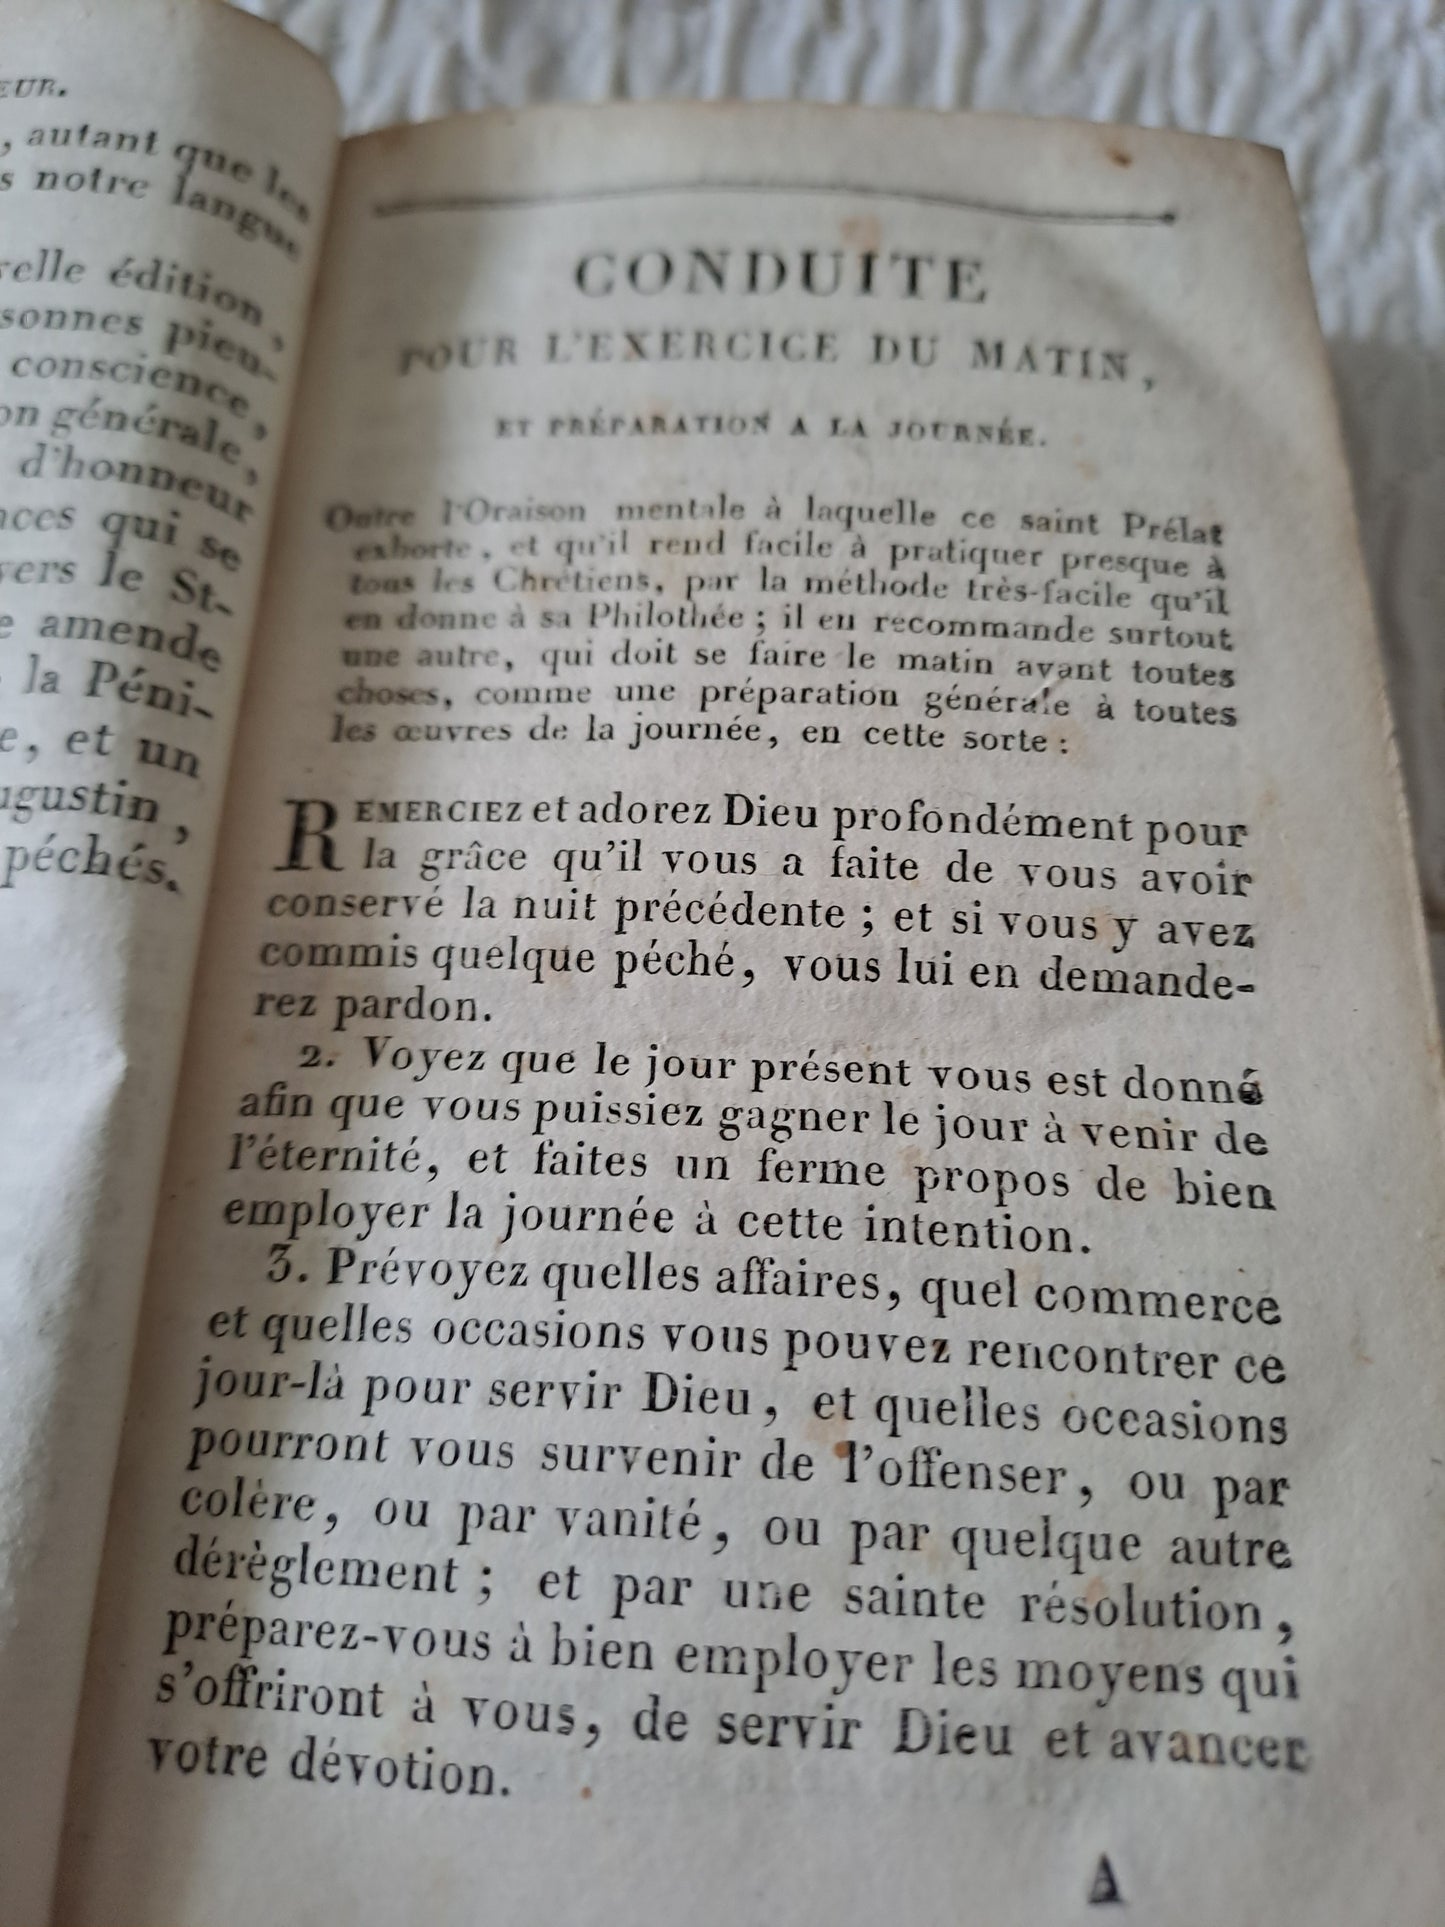 EUR.
, autant que les
s notre langue
elle édition,
sonnes pieu-
conscience,
on générale,
d'honneur
nces qui se
vers le St-
e amende
la Péni-
e, et un
ugustin,
péchés.
CONDUITE
POUR L'EXERCICE DU MATIN,
ET PRÉPARATION A LA JOURNÉE.
Outre l'Oraison mentale à laquelle ce saint Prélat
exhorte, et qu'il rend facile à pratiquer presque à
tous les Chrétiens, par la méthode très-facile qu'il
en donne à sa Philothée; il en recommande surtout
une autre, qui doit se faire le matin avant toutes
choses, comme une préparation générale à toutes
les œuvres de la journée, en cette sorte :
REMERCIEZ et adorez Dieu profondément pour
la grâce qu'il vous a faite de vous avoir
conservé la nuit précédente ; et si vous y avez
commis quelque péché, vous lui en demande-
rez pardon.
2. Voyez que le jour présent vous est donné
afin que vous puissiez gagner le jour à venir de
l'éternité, et faites un ferme propos de bien
employer la journée à cette intention.
3. Prévoyez quelles affaires, quel commerce
et quelles occasions vous pouvez rencontrer ce
jour-là pour servir Dieu, et quelles occasions
pourront vous survenir de l'offenser, ou par
colère, ou par vanité, ou par quelque autre
dérèglement ; et par une sainte résolution,
préparez-vous à bien employer les moyens qui
s'offriront à vous, de servir Dieu et avancer
votre dévotion.
A